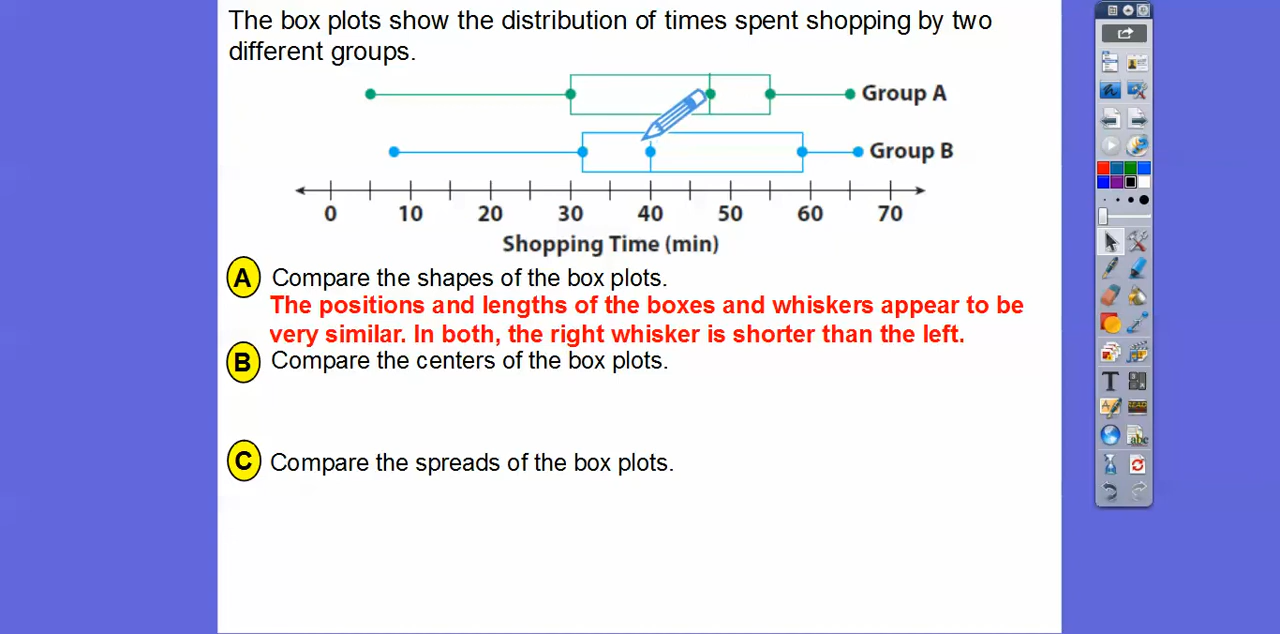 The box plots show the distribution of times spent shopping by two
different groups.
Group A
Group B
0 10 20 30 40 50 60 70
Shopping Time (min)
A Compare the shapes of the box plots.
The positions and lengths of the boxes and whiskers appear to be
very similar. In both, the right whisker is shorter than the left.
B Compare the centers of the box plots.
C Compare the spreads of the box plots.